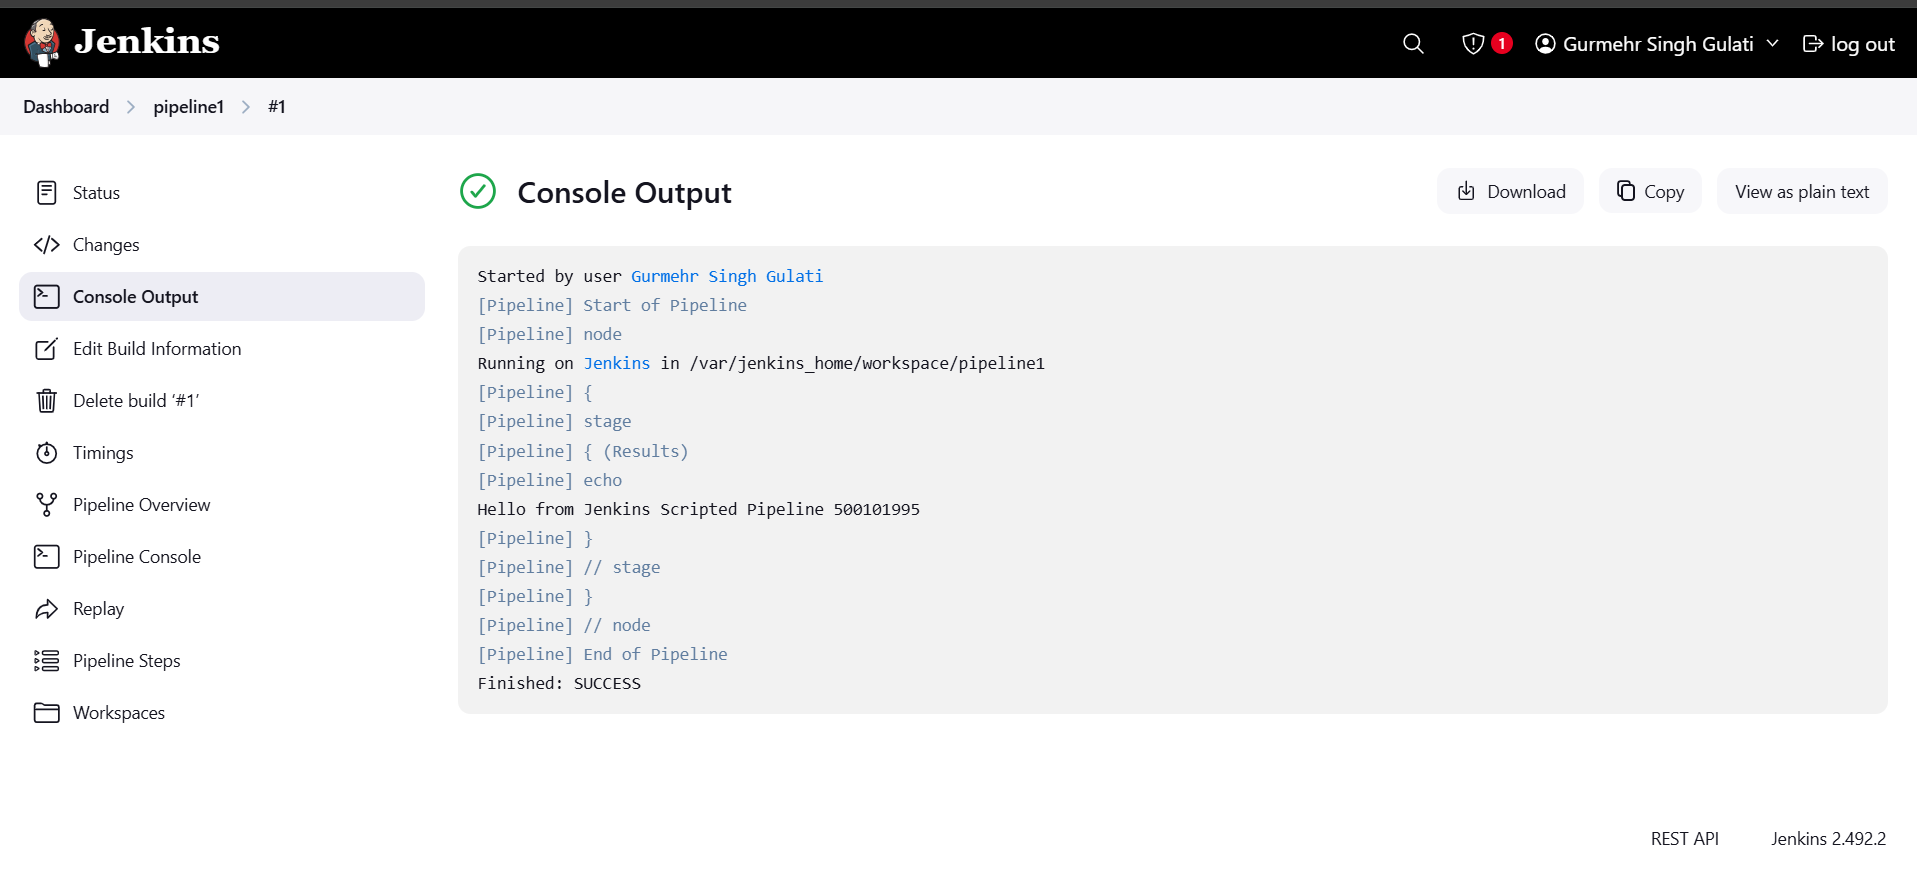 Jenkins
1
Gurmehr Singh Gulati
log out
Dashboard
pipeline1
#1
Status
Changes
Console Output
Edit Build Information
Delete build ‘#1’
Timings
Pipeline Overview
Pipeline Console
Replay
Pipeline Steps
Workspaces
Console Output
Download
Copy
View as plain text
Started by user Gurmehr Singh Gulati
[Pipeline] Start of Pipeline
[Pipeline] node
Running on Jenkins in /var/jenkins_home/workspace/pipeline1
[Pipeline] {
[Pipeline] stage
[Pipeline] { (Results)
[Pipeline] echo
Hello from Jenkins Scripted Pipeline 500101995
[Pipeline] }
[Pipeline] // stage
[Pipeline] }
[Pipeline] // node
[Pipeline] End of Pipeline
Finished: SUCCESS
REST API
Jenkins 2.492.2